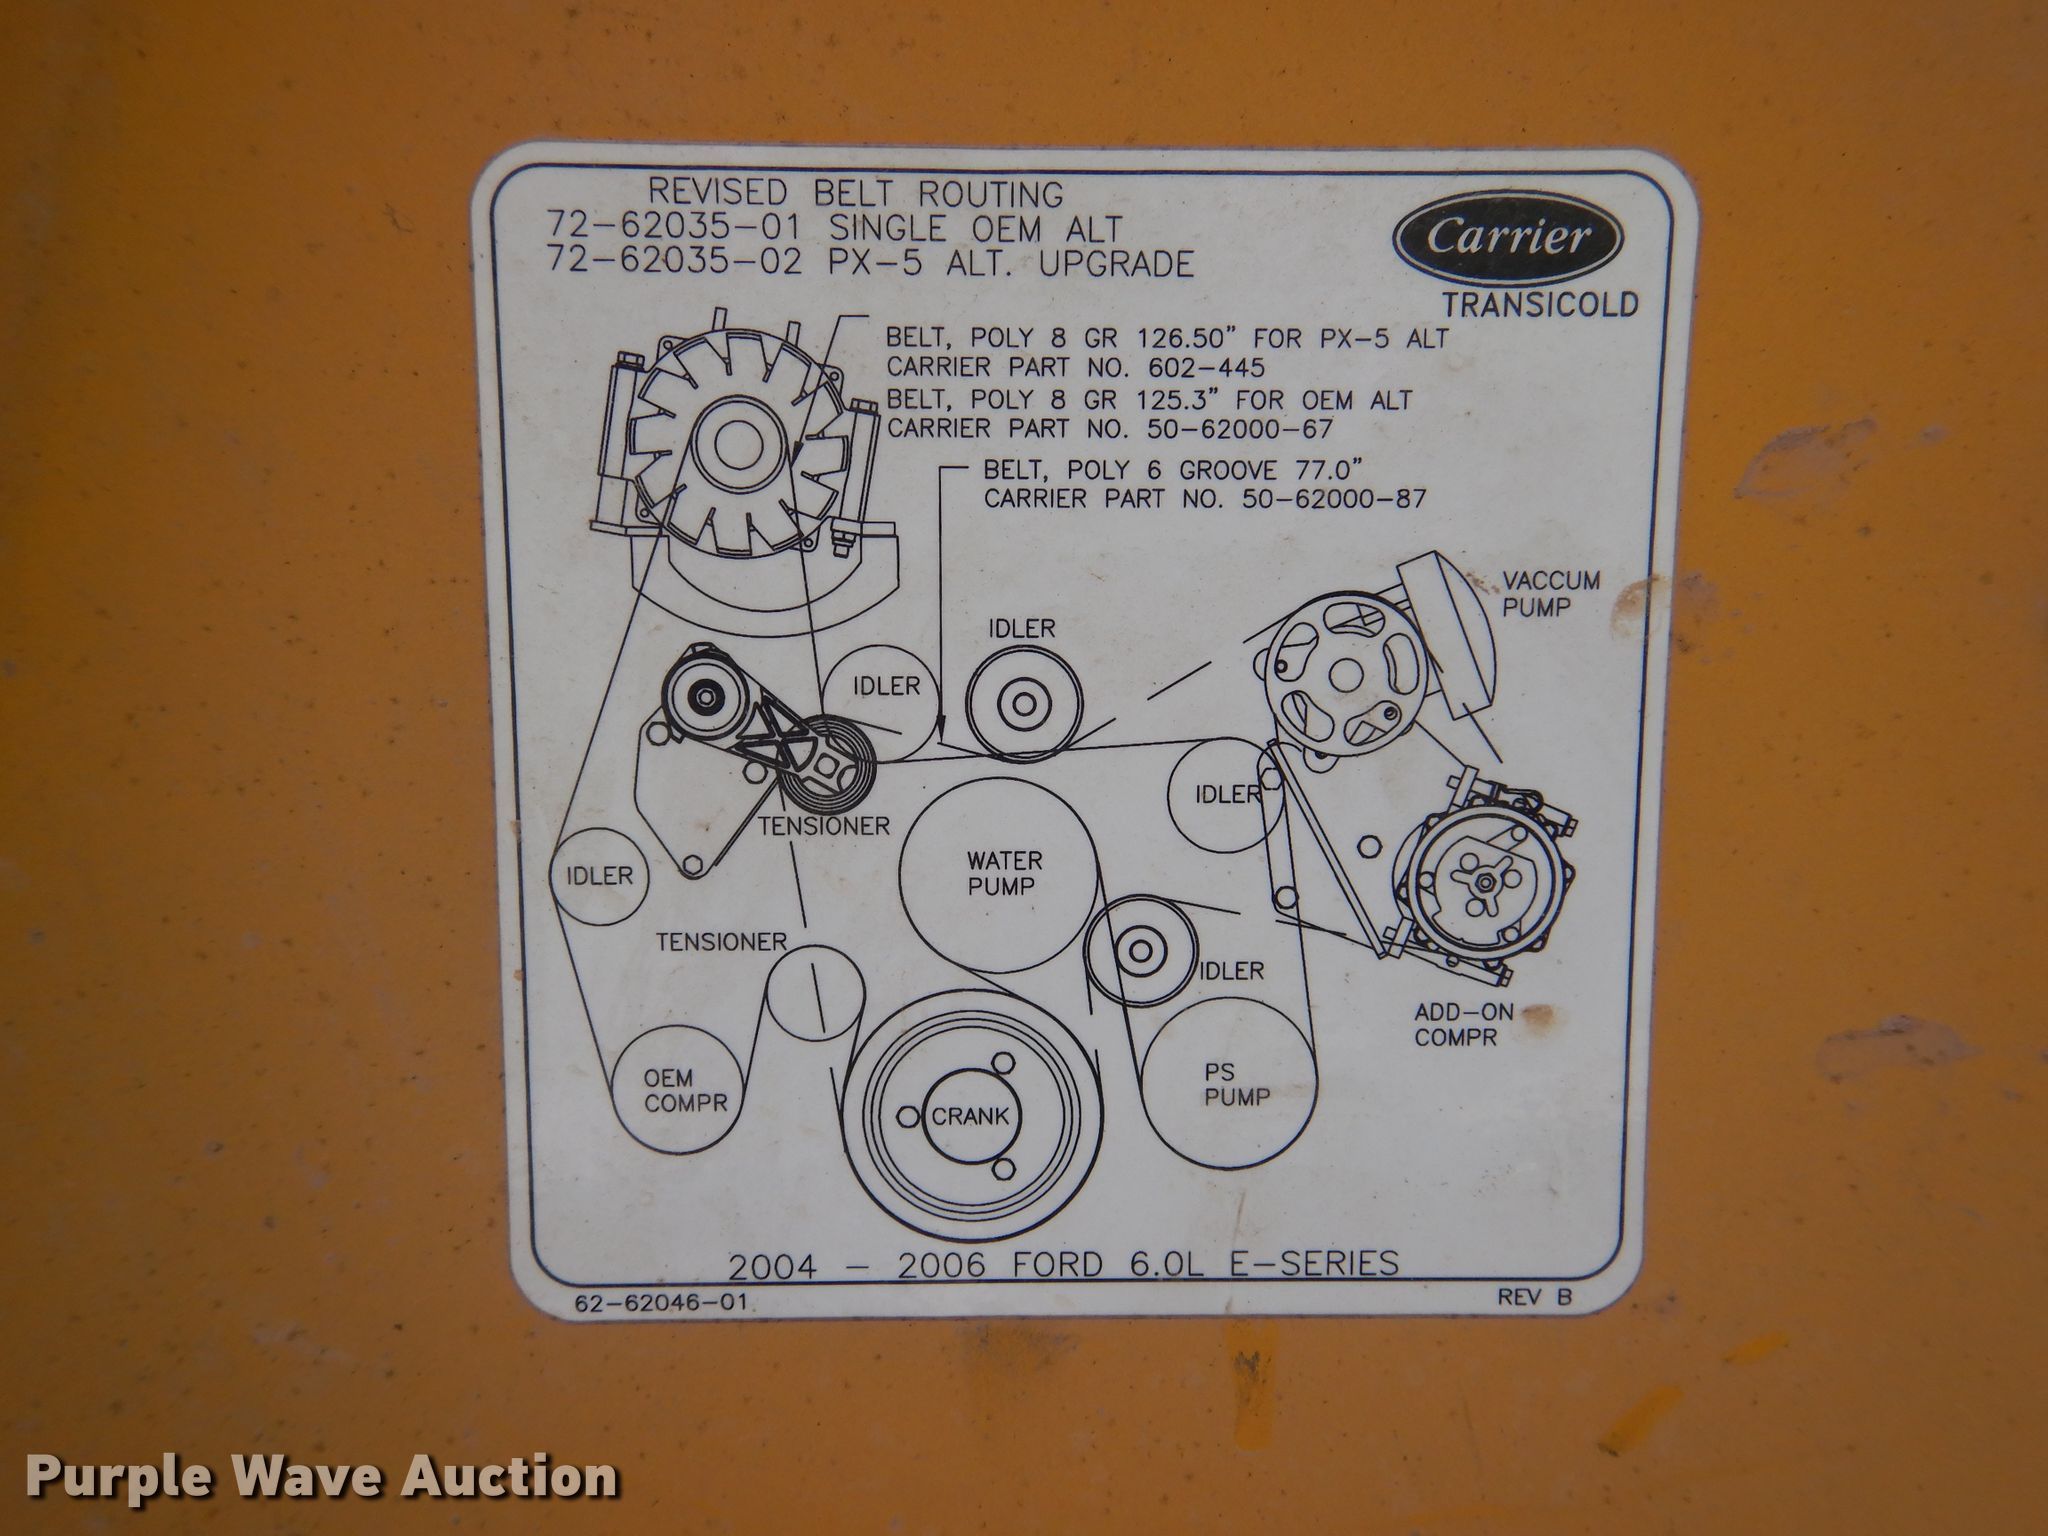 REVISED BELT ROUTING
72-62035-01 SINGLE OEM ALT
72-62035-02 PX-5 ALT. UPGRADE
Carrier
TRANSICOLD
BELT, POLY 8 GR 126.50" FOR PX-5 ALT
CARRIER PART NO. 602-445
BELT, POLY 8 GR 125.3" FOR OEM ALT
CARRIER PART NO. 50-62000-67
BELT, POLY 6 GROOVE 77.0"
CARRIER PART NO. 50-62000-87
VACCUM
PUMP
IDLER
IDLER
IDLER
TENSIONER
WATER
PUMP
IDLER
TENSIONER
IDLER
ADD-ON
COMPR
OEM
COMPR
CRANK
PS
PUMP
2004 - 2006 FORD 6.0L E-SERIES
62-62046-01
REV B
Purple Wave Auction